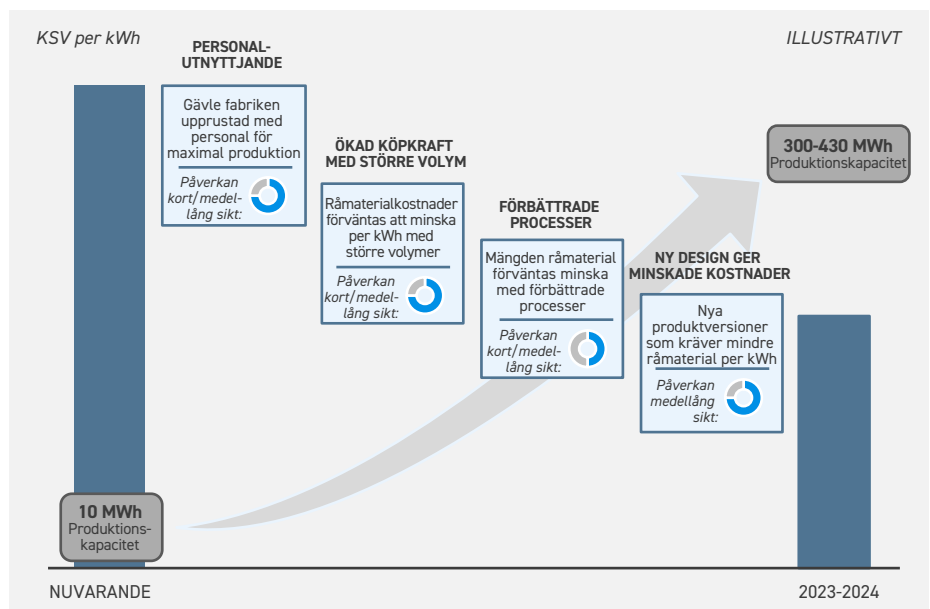 KSV per kWh
ILLUSTRATIVT
PERSONAL-
UTNYTTJANDE
Gävle fabriken
upprustad med
personal för
maximal produktion
Påverkan
kort/medel-
lång sikt:
ÖKAD KÖPKRAFT
MED STÖRRE VOLYM
Råmaterialkostnader
förväntas att minska
per kWh med
större volymer
Påverkan
kort/medel-
lång sikt:
FÖRBÄTTRADE
PROCESSER
Mängden råmaterial
förväntas minska
med förbättrade
processer
Påverkan
kort/medel-
lång sikt:
NY DESIGN GER
MINSKADE KOSTNADER
Nya
produktversioner
som kräver mindre
råmaterial per kWh
Påverkan
medellång
sikt:
300-430 MWh
Produktionskapacitet
10 MWh
Produktions-
kapacitet
NUVARANDE
2023-2024